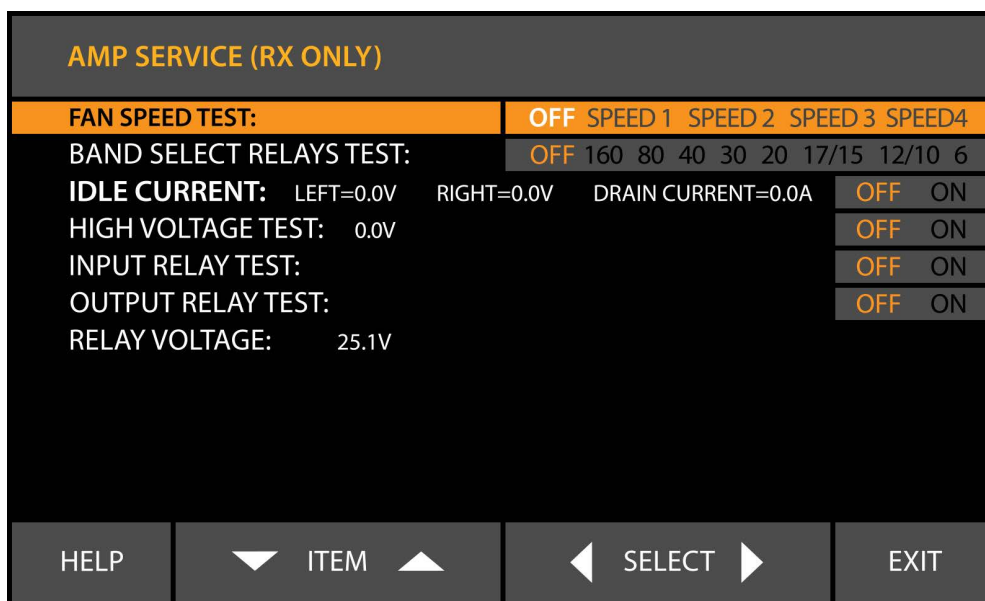 AMP SERVICE (RX ONLY)
FAN SPEED TEST: OFF SPEED 1 SPEED 2 SPEED 3 SPEED4
BAND SELECT RELAYS TEST: OFF 160 80 40 30 20 17/15 12/10 6
IDLE CURRENT: LEFT=0.0V RIGHT=0.0V DRAIN CURRENT=0.0A OFF ON
HIGH VOLTAGE TEST: 0.0V OFF ON
INPUT RELAY TEST: OFF ON
OUTPUT RELAY TEST: OFF ON
RELAY VOLTAGE: 25.1V
HELP ITEM SELECT EXIT